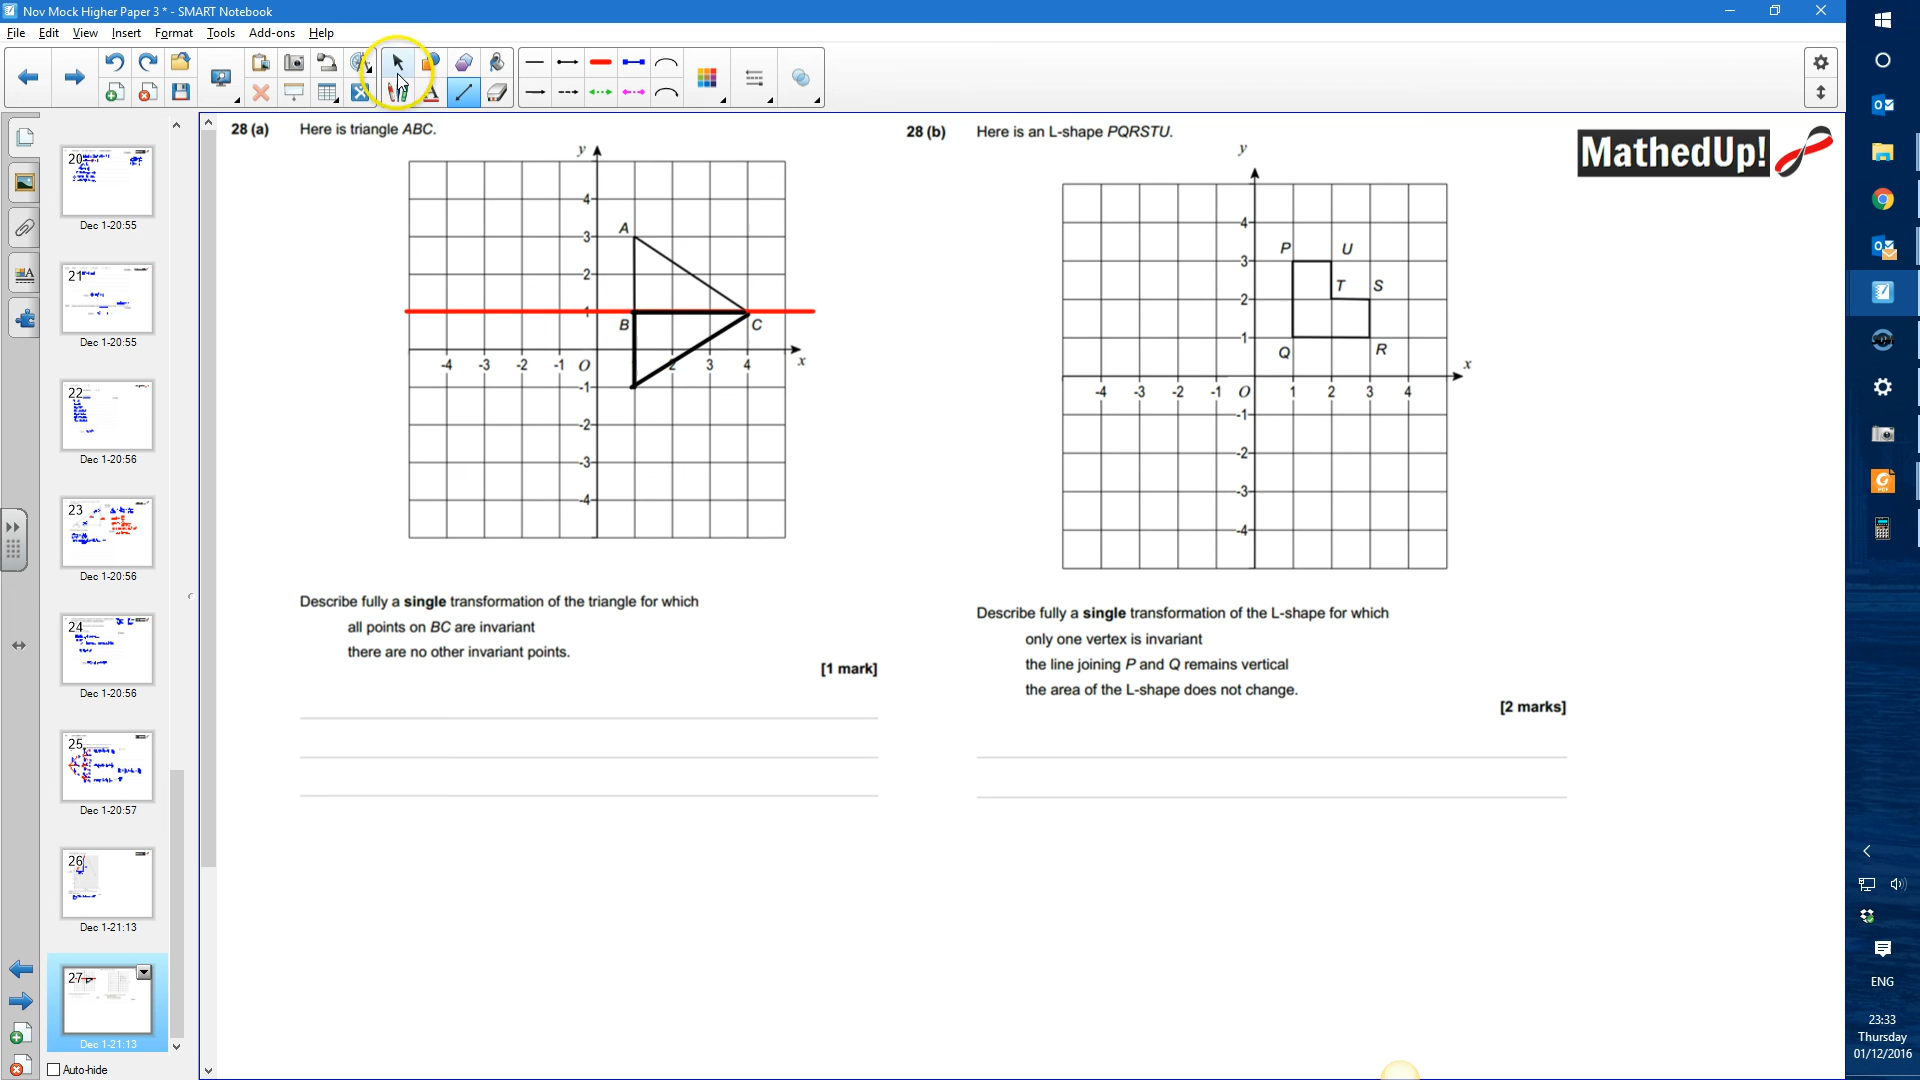 Nov Mock Higher Paper 3 * - SMART Notebook
File Edit View Insert Format Tools Add-ons Help
20
Dec 1-20:55
21
Dec 1-20:55
22
Dec 1-20:56
23
Dec 1-20:56
24
Dec 1-20:56
25
Dec 1-20:57
26
Dec 1-21:13
27
Dec 1-21:13
Auto-hide
28 (a) Here is triangle ABC.
y
4
3
2
1
A
B
C
-4 -3 -2 -1 O 2 3 4 x
-1
-2
-3
-4
Describe fully a single transformation of the triangle for which
all points on BC are invariant
there are no other invariant points.
[1 mark]
28 (b) Here is an L-shape PQRSTU.
MathedUp!
y
4
3
2
1
P U
T S
Q R
x
-4 -3 -2 -1 O 1 2 3 4
-1
-2
-3
-4
Describe fully a single transformation of the L-shape for which
only one vertex is invariant
the line joining P and Q remains vertical
the area of the L-shape does not change.
[2 marks]
ENG
23:33
Thursday
01/12/2016